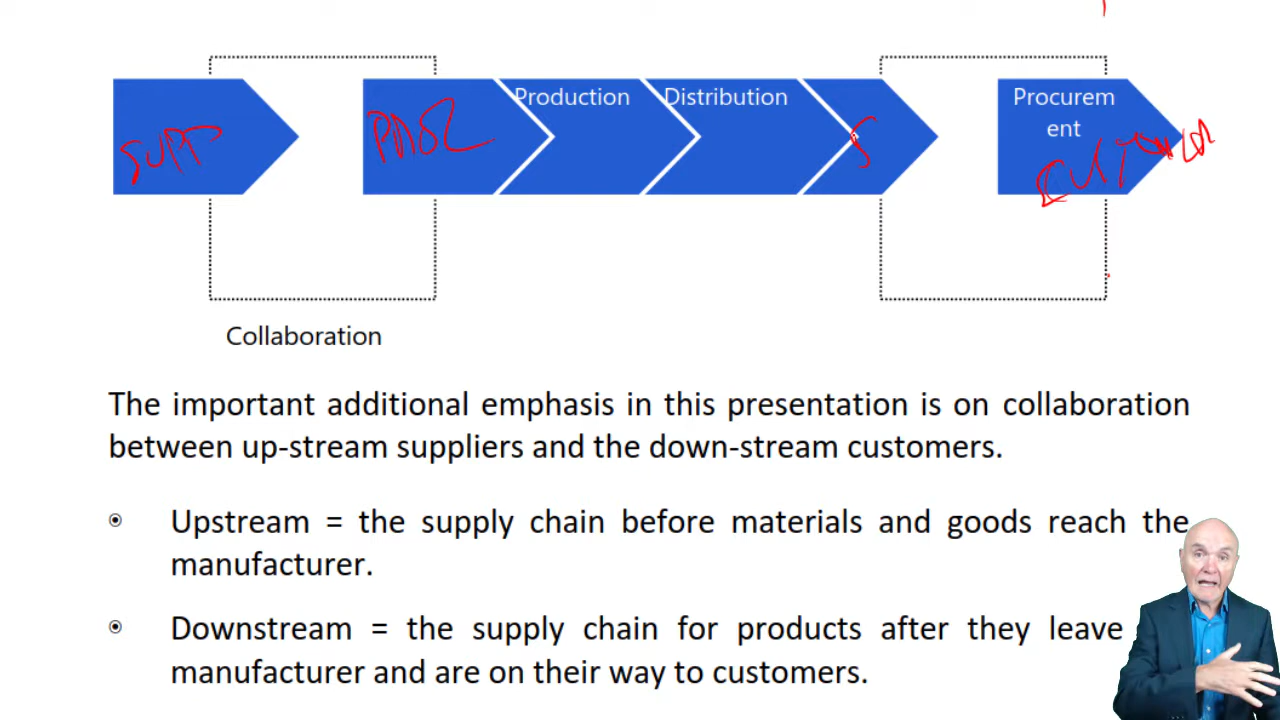 Production
Distribution
Procurem
ent
SUPP
S
Collaboration
The important additional emphasis in this presentation is on collaboration
between up-stream suppliers and the down-stream customers.
Upstream = the supply chain before materials and goods reach the
manufacturer.
Downstream = the supply chain for products after they leave
manufacturer and are on their way to customers.